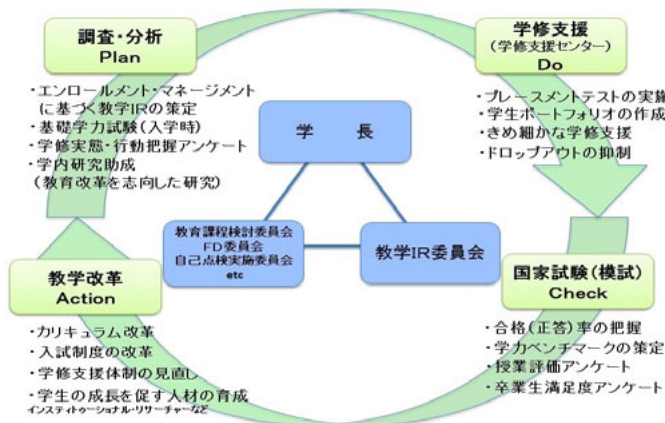 調査・分析
Plan
・エンロールメント・マネージメント
に基づく教学IRの策定
・基礎学力試験(入学時)
・学修実態・行動把握アンケート
・学内研究助成
(教育改革を志向した研究)
学修支援
(学修支援センター)
Do
・プレースメントテストの実施
・学生ポートフォリオの作成
・きめ細かな学修支援
・ドロップアウトの抑制
学 長
教育課程検討委員会
FD委員会
自己点検実施委員会
etc
教学IR委員会
教学改革
Action
・カリキュラム改革
・入試制度の改革
・学修支援体制の見直し
・学生の成長を促す人材の育成
インスティトゥーショナル・リサーチャーなど
国家試験(模試)
Check
・合格(正答)率の把握
・学力ベンチマークの策定
・授業評価アンケート
・卒業生満足度アンケート